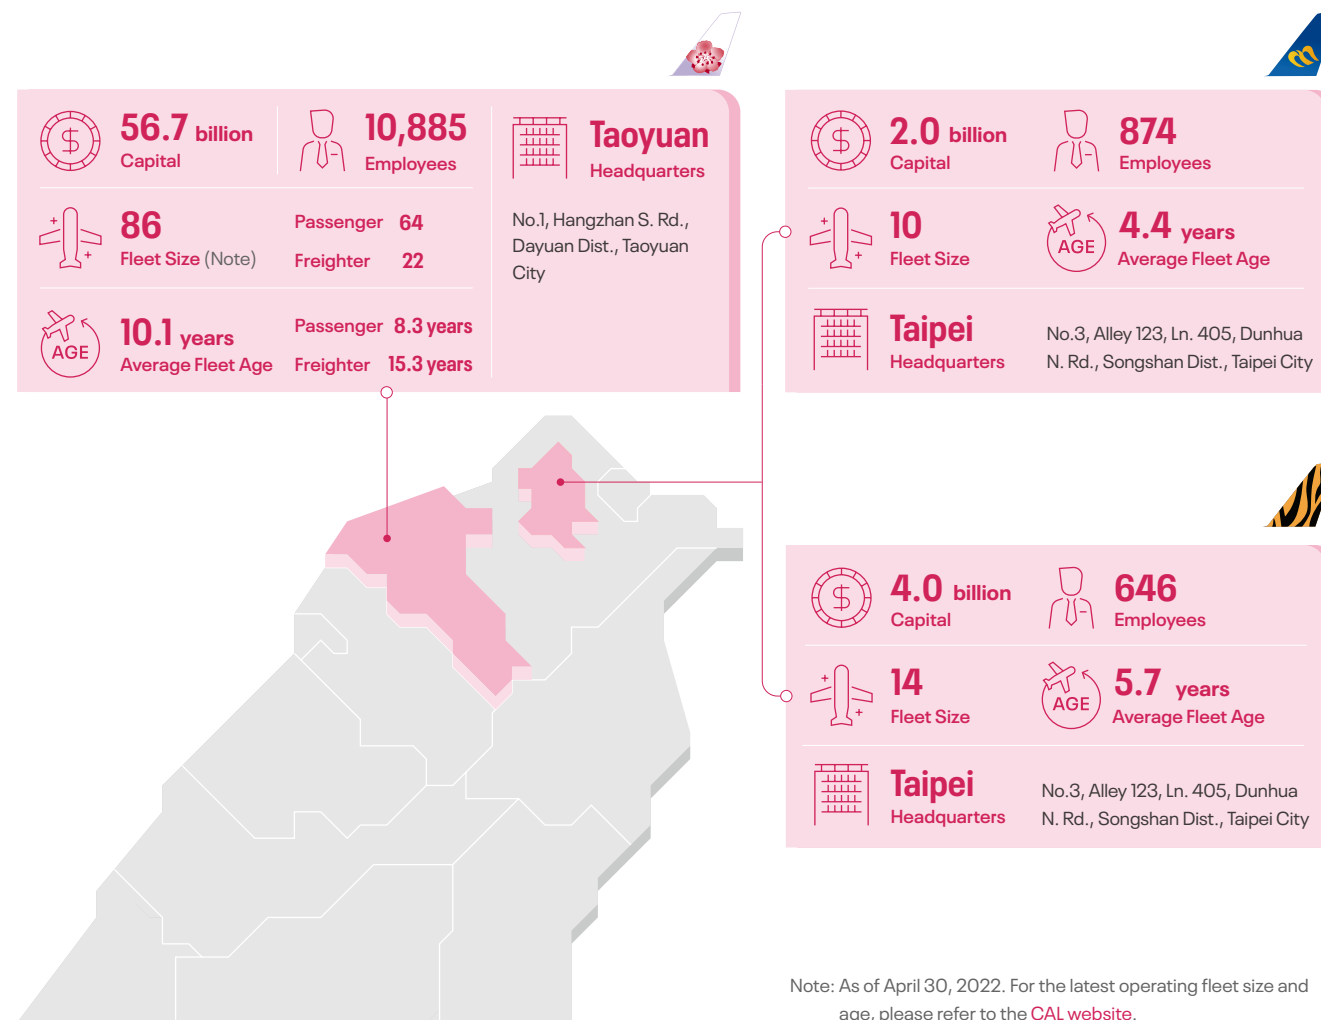 56.7 billion
Capital
10,885
Employees
Taoyuan
Headquarters
No.1, Hangzhan S. Rd.,
Dayuan Dist., Taoyuan
City
86
Fleet Size (Note)
Passenger 64
Freighter 22
AGE
10.1 years
Average Fleet Age
Passenger 8.3 years
Freighter 15.3 years
2.0 billion
Capital
874
Employees
10
Fleet Size
AGE
4.4 years
Average Fleet Age
Taipei
Headquarters
No.3, Alley 123, Ln. 405, Dunhua
N. Rd., Songshan Dist., Taipei City
4.0 billion
Capital
646
Employees
14
Fleet Size
AGE
5.7 years
Average Fleet Age
Taipei
Headquarters
No.3, Alley 123, Ln. 405, Dunhua
N. Rd., Songshan Dist., Taipei City
Note: As of April 30, 2022. For the latest operating fleet size and
age, please refer to the CAL website.